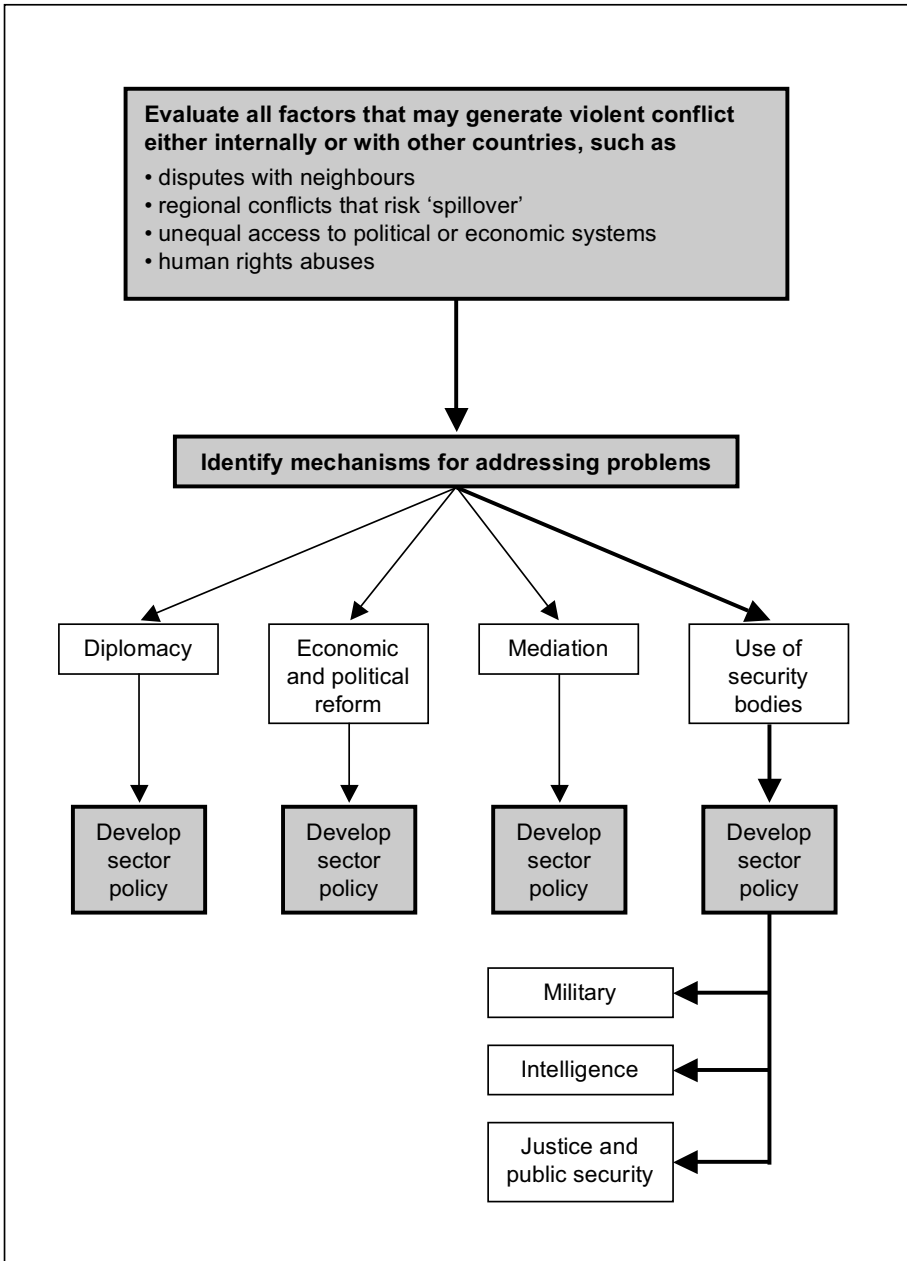 Evaluate all factors that may generate violent conflict
either internally or with other countries, such as
• disputes with neighbours
• regional conflicts that risk ‘spillover’
• unequal access to political or economic systems
• human rights abuses
Identify mechanisms for addressing problems
Diplomacy
Economic
and political
reform
Mediation
Use of
security
bodies
Develop
sector
policy
Develop
sector
policy
Develop
sector
policy
Develop
sector
policy
Military
Intelligence
Justice and
public security